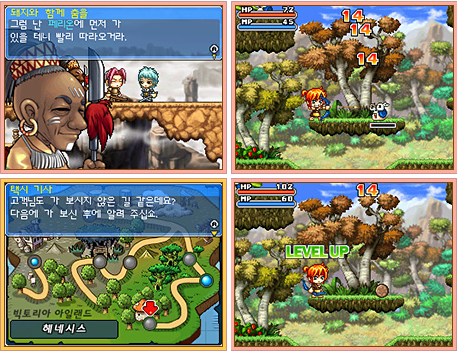 돼지와 함께 춤을
그럼 난 페리온에 먼저 가
있을 테니 빨리 따라오거라.
HP 72
MP 45
14
14
14
택시 기사
고객님도 가 보시지 않은 길 같은데요?
다음에 가 보신 후에 알려 주십쇼.
빅토리아 아일랜드
헤네시스
HP 102
MP 60
14
LEVEL UP